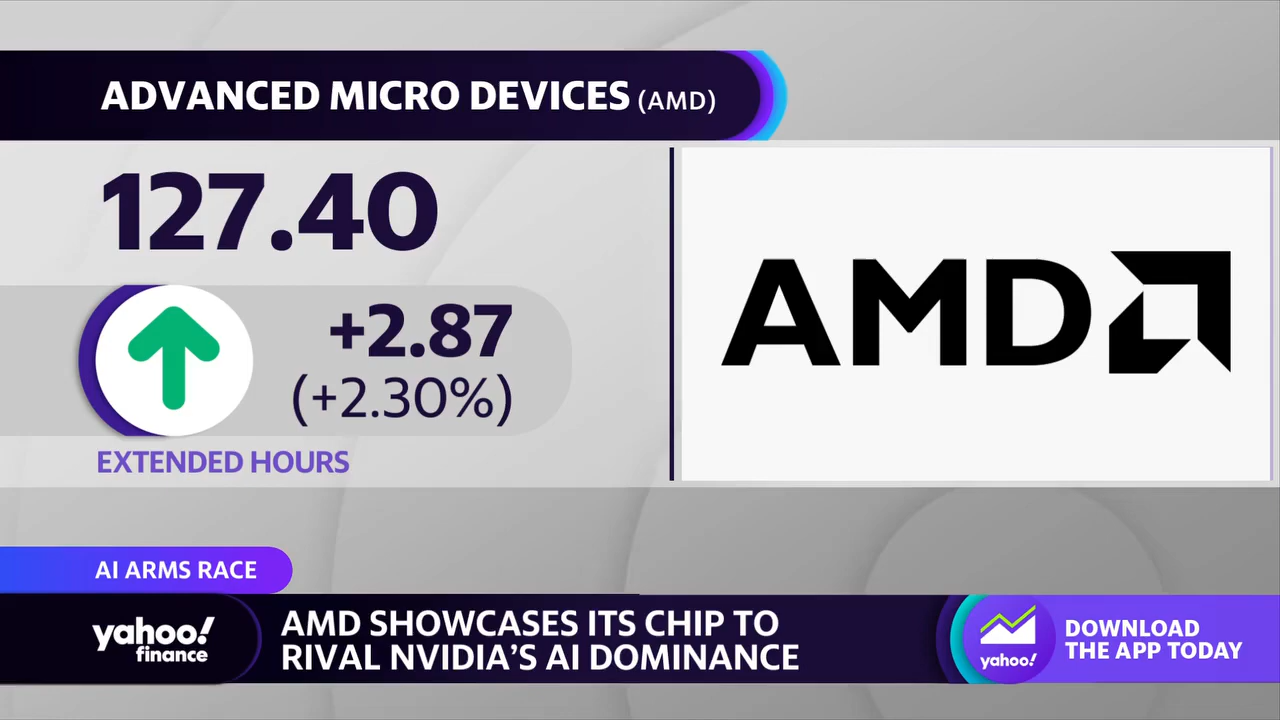 ADVANCED MICRO DEVICES (AMD)
127.40
+2.87
(+2.30%)
EXTENDED HOURS
AMD
AI ARMS RACE
yahoo!
finance
AMD SHOWCASES ITS CHIP TO
RIVAL NVIDIA'S AI DOMINANCE
yahoo!
DOWNLOAD
THE APP TODAY